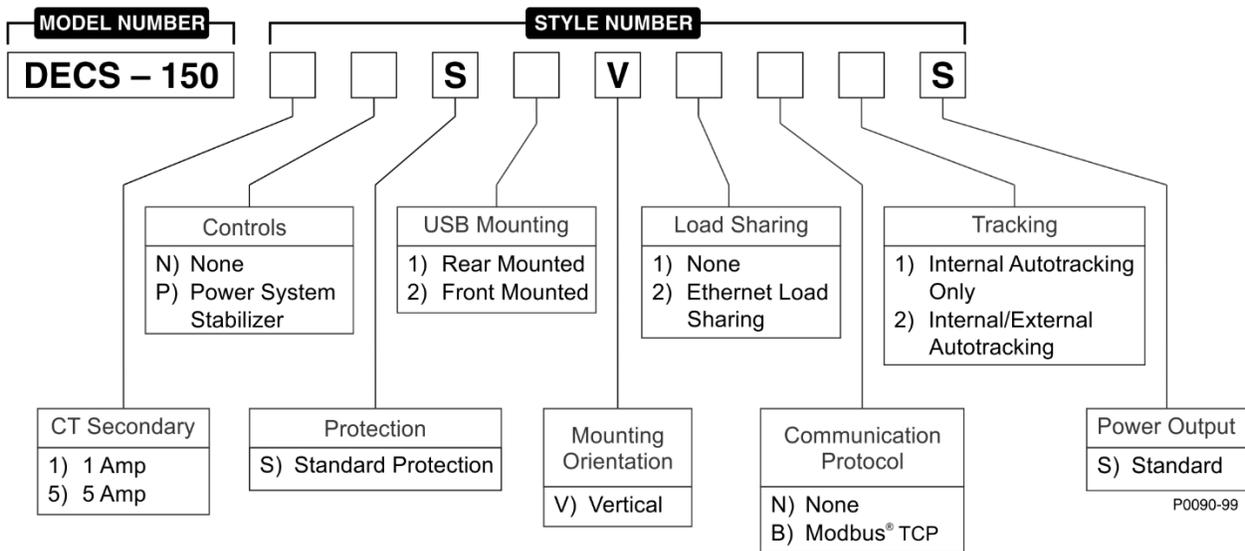 MODEL NUMBER
STYLE NUMBER
DECS – 150
S
V
S
Controls
N) None
P) Power System
Stabilizer
USB Mounting
1) Rear Mounted
2) Front Mounted
Load Sharing
1) None
2) Ethernet Load
Sharing
Tracking
1) Internal Autotracking
Only
2) Internal/External
Autotracking
CT Secondary
1) 1 Amp
5) 5 Amp
Protection
S) Standard Protection
Mounting
Orientation
V) Vertical
Communication
Protocol
N) None
B) Modbus® TCP
Power Output
S) Standard
P0090-99